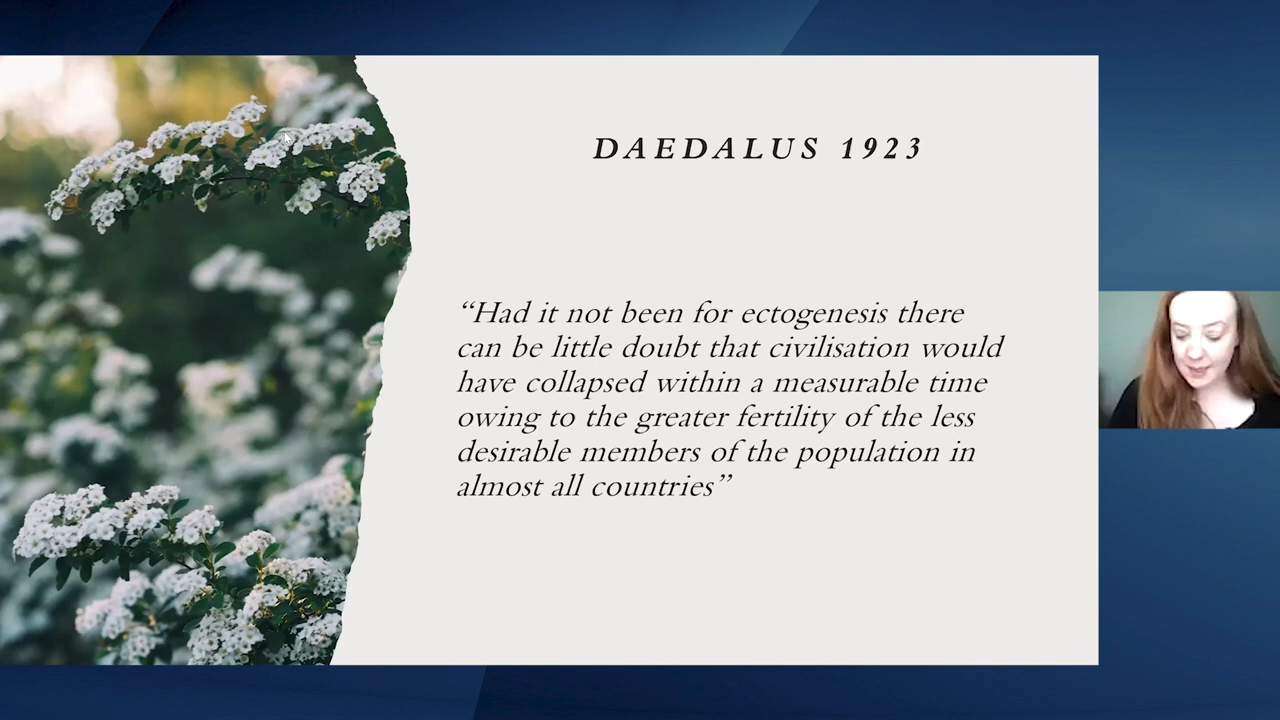 DAEDALUS 1923
“Had it not been for ectogenesis there
can be little doubt that civilisation would
have collapsed within a measurable time
owing to the greater fertility of the less
desirable members of the population in
almost all countries”